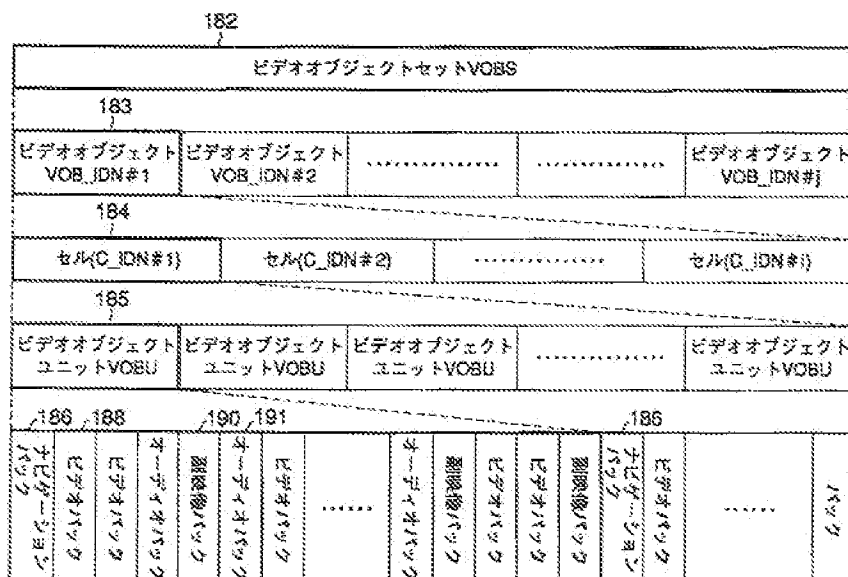 182
ビデオオブジェクトセットVOBS
183
ビデオオブジェクト ビデオオブジェクト ………………… ………………… ビデオオブジェクト
VOB_IDN#1 VOB_IDN#2 VOB_IDN#j
184
セル(C_IDN#1) セル(C_IDN#2) ………………… セル(C_IDN#i)
185
ビデオオブジェクト ビデオオブジェクト ビデオオブジェクト ………………… ビデオオブジェクト
ユニットVOBU ユニットVOBU ユニットVOBU ユニットVOBU
186 188 190 191 186
ナビゲーション
パック
ビデオパック
ビデオパック
オーディオパック
副映像パック
オーディオパック
ビデオパック
……
オーディオパック
副映像パック
ビデオパック
ビデオパック
副映像パック
ナビゲーション
パック
ビデオパック
……
パック